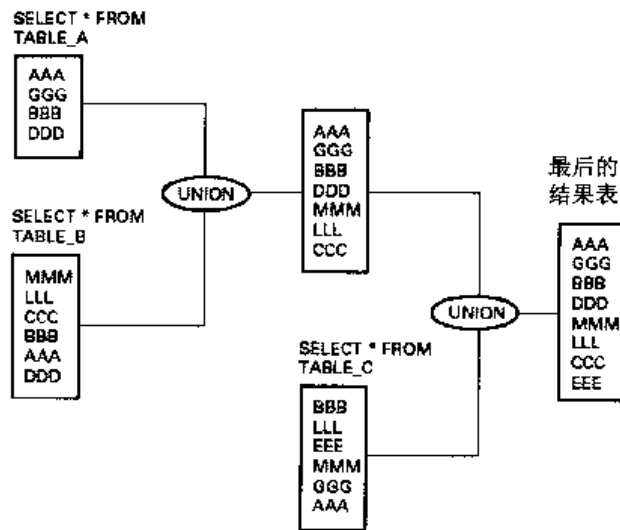 SELECT * FROM
TABLE_A
AAA
GGG
BBB
DDD
UNION
SELECT * FROM
TABLE_B
MMM
LLL
CCC
BBB
AAA
DDD
AAA
GGG
BBB
DDD
MMM
LLL
CCC
UNION
SELECT * FROM
TABLE_C
BBB
LLL
EEE
MMM
GGG
AAA
最后的
结果表
AAA
GGG
BBB
DDD
MMM
LLL
CCC
EEE